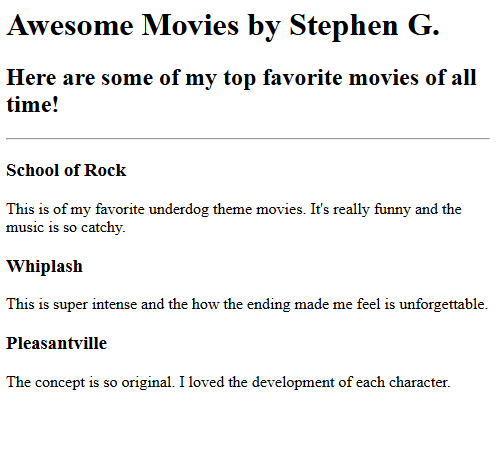 Awesome Movies by Stephen G.
Here are some of my top favorite movies of all
time!
School of Rock
This is of my favorite underdog theme movies. It's really funny and the
music is so catchy.
Whiplash
This is super intense and the how the ending made me feel is unforgettable.
Pleasantville
The concept is so original. I loved the development of each character.